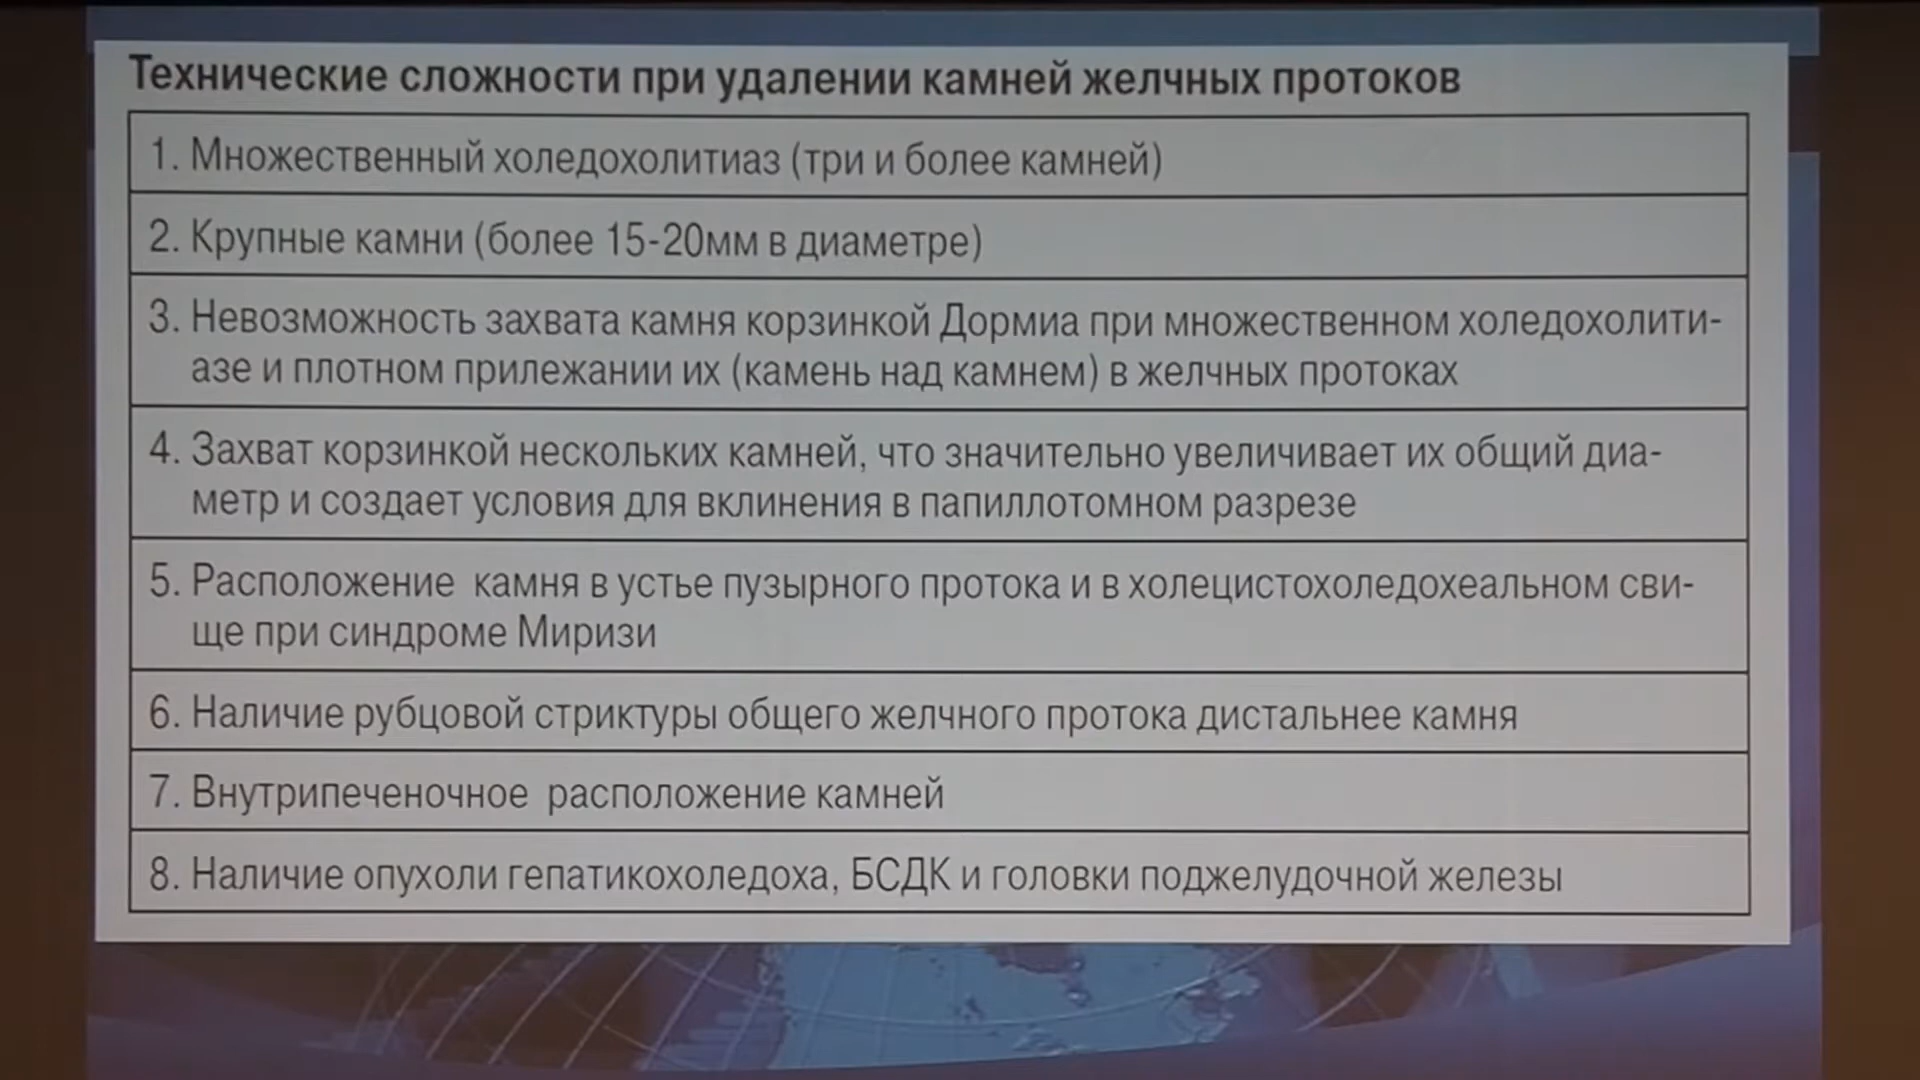 Технические сложности при удалении камней желчных протоков
1. Множественный холедохолитиаз (три и более камней)
2. Крупные камни (более 15-20мм в диаметре)
3. Невозможность захвата камня корзинкой Дормиа при множественном холедохолити-
азе и плотном прилежании их (камень над камнем) в желчных протоках
4. Захват корзинкой нескольких камней, что значительно увеличивает их общий диа-
метр и создает условия для вклинения в папиллотомном разрезе
5. Расположение камня в устье пузырного протока и в холецистохоледохеальном сви-
ще при синдроме Миризи
6. Наличие рубцовой стриктуры общего желчного протока дистальнее камня
7. Внутрипеченочное расположение камней
8. Наличие опухоли гепатикохоледоха, БСДК и головки поджелудочной железы